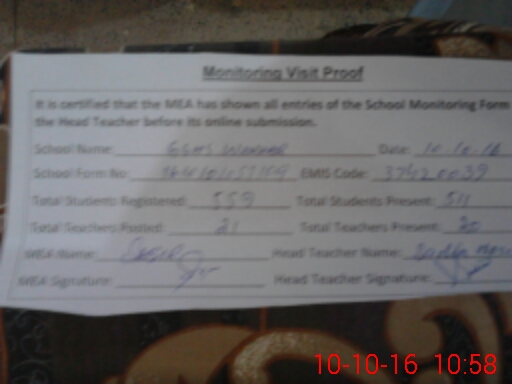 Monitoring Visit Proof
It is certified that the MEA has shown all entries of the School Monitoring Form
the Head Teacher before its online submission.
School Name: GGHS Date: 10.10.16
School Form No: EMIS Code: 37420039
Total Students Registered: 559 Total Students Present: 511
Total Teachers Posted: 21 Total Teachers Present: 20
MEA Name: Head Teacher Name:
MEA Signature: Head Teacher Signature:
10-10-16 10:58